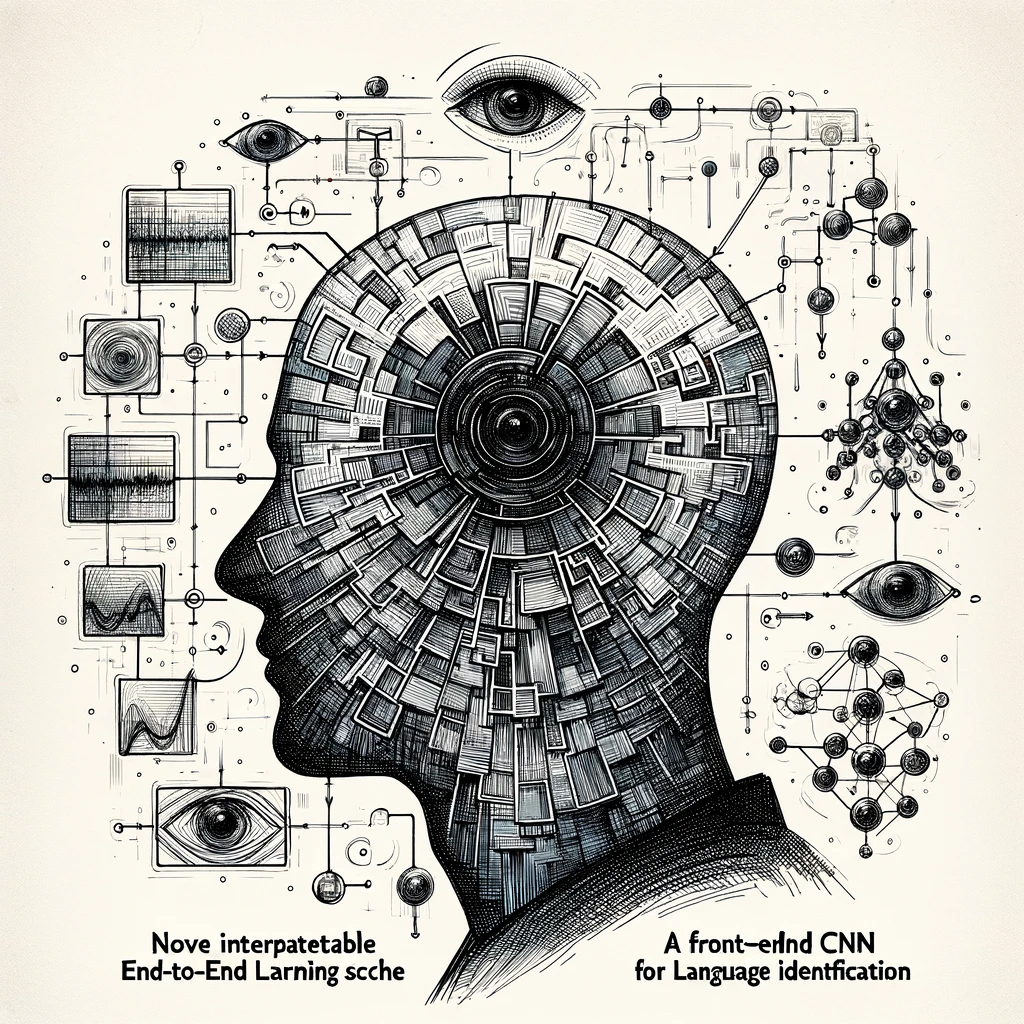 Nove interpatetable
End-to-End Larning scche
A front-erlnd CNN
for Language identfication